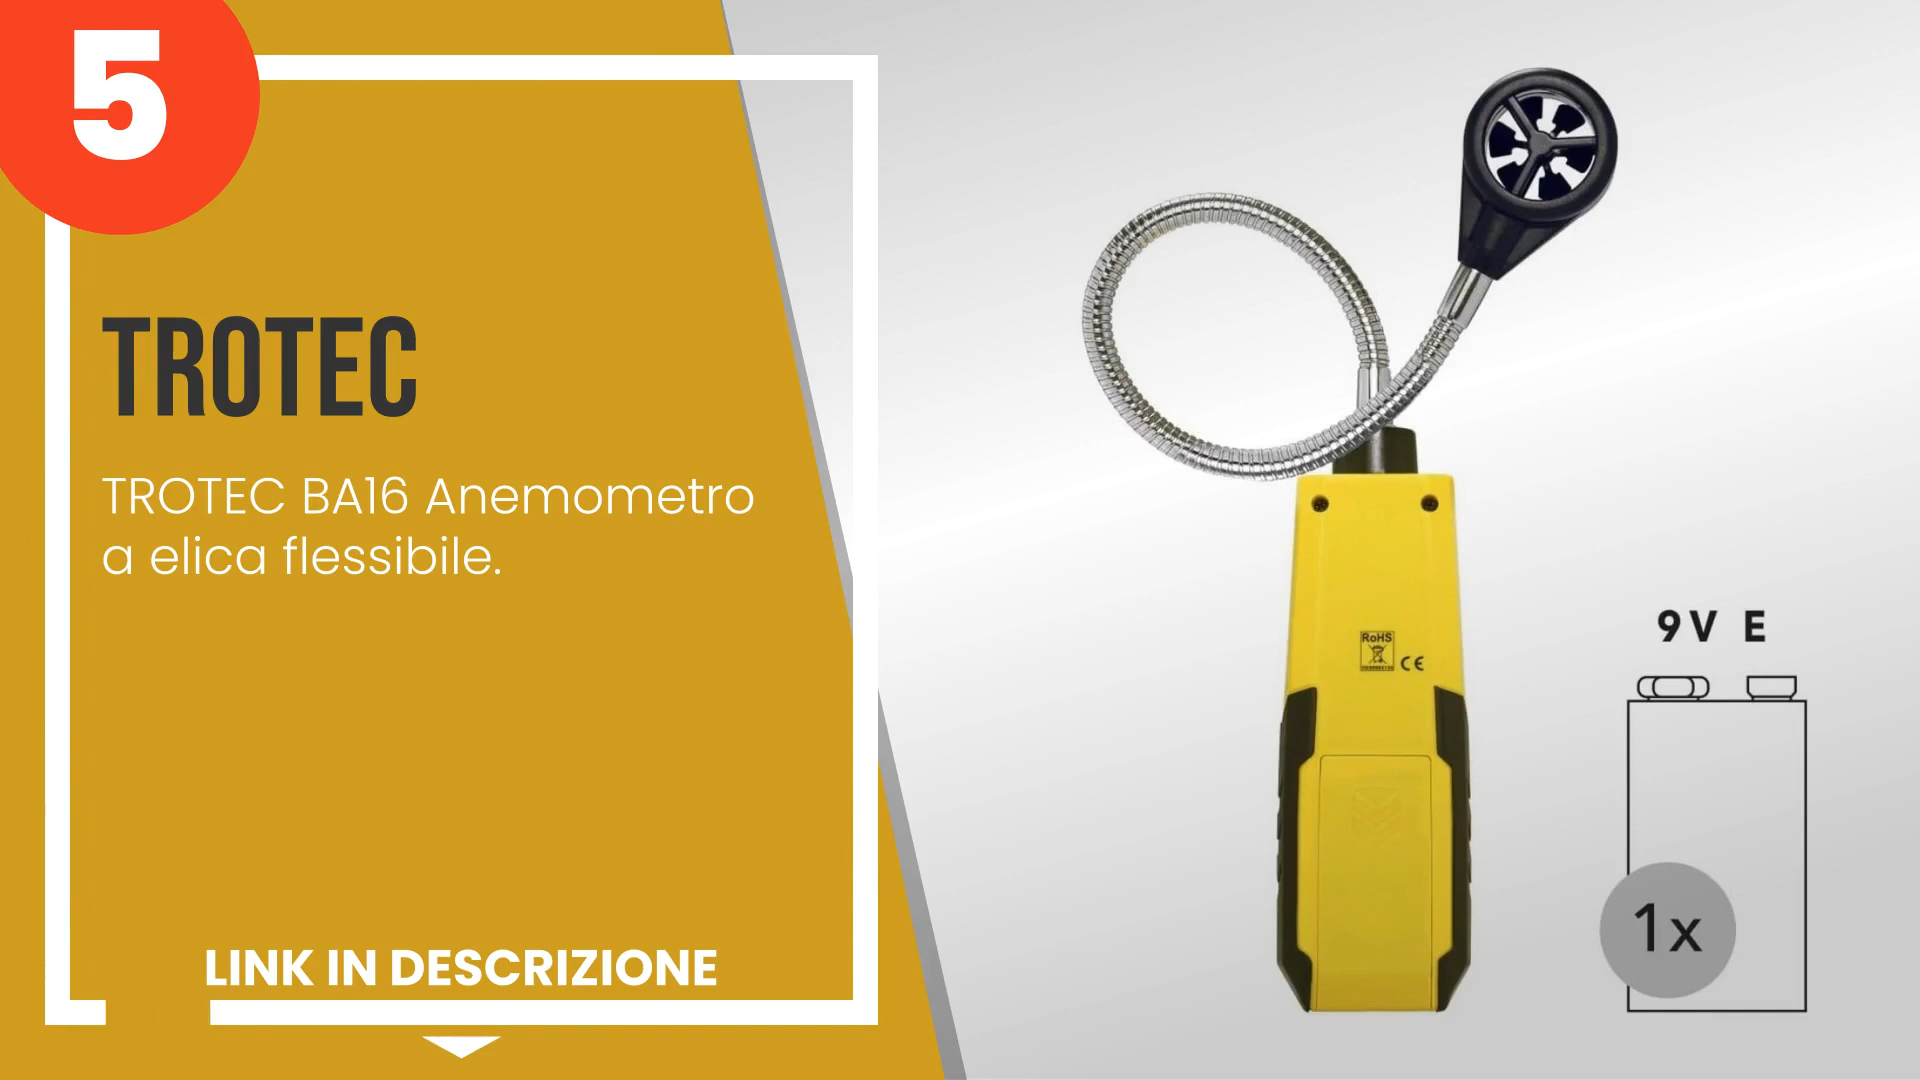 5
TROTEC
TROTEC BA16 Anemometro
a elica flessibile.
LINK IN DESCRIZIONE
RoHS
CE
9V E
1x